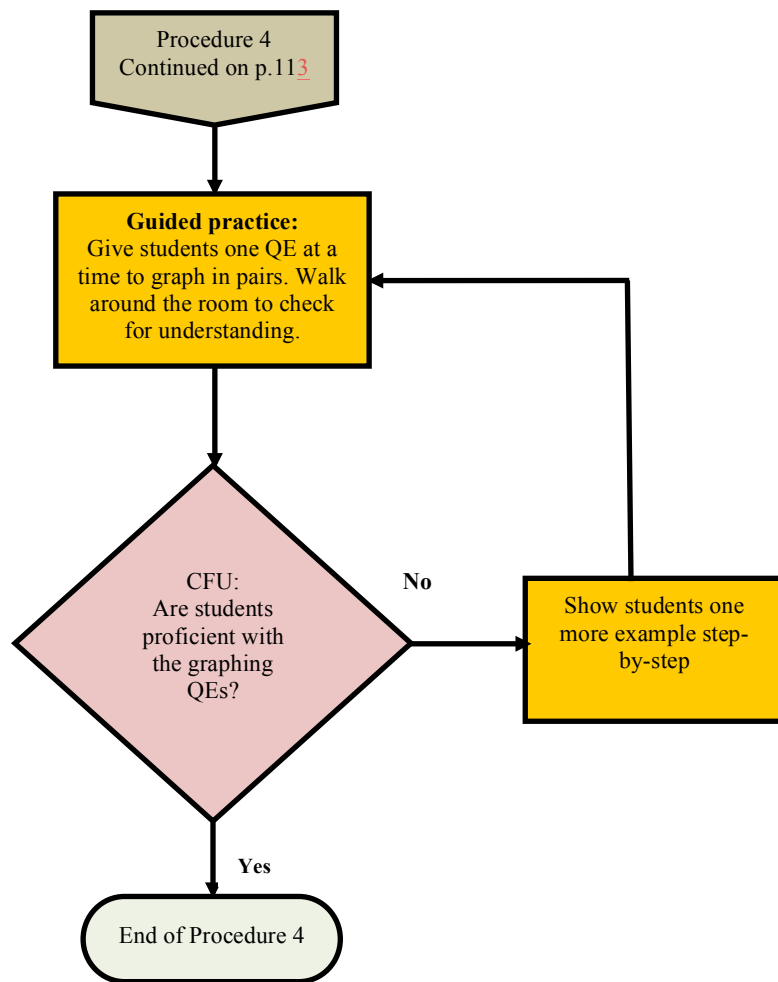 Procedure 4
Continued on p.113
Guided practice:
Give students one QE at a
time to graph in pairs. Walk
around the room to check
for understanding.
CFU:
Are students
proficient with
the graphing
QEs?
No
Show students one
more example step-
by-step
Yes
End of Procedure 4